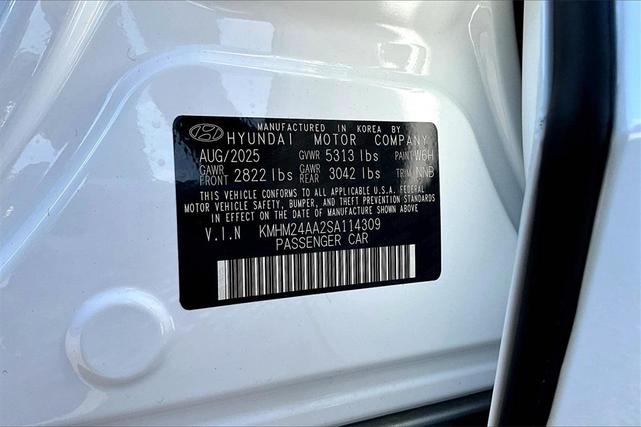 MANUFACTURED IN KOREA BY
HYUNDAI MOTOR COMPANY
AUG/2025 GVWR 5313 lbs PAINT W6H
GAWR FRONT 2822 lbs GAWR REAR 3042 lbs TRIM NNB
THIS VEHICLE CONFORMS TO ALL APPLICABLE U.S.A. FEDERAL
MOTOR VEHICLE SAFETY, BUMPER, AND THEFT PREVENTION STANDARDS
IN EFFECT ON THE DATE OF MANUFACTURE SHOWN ABOVE
V.I.N KMHM24AA2SA114309
PASSENGER CAR